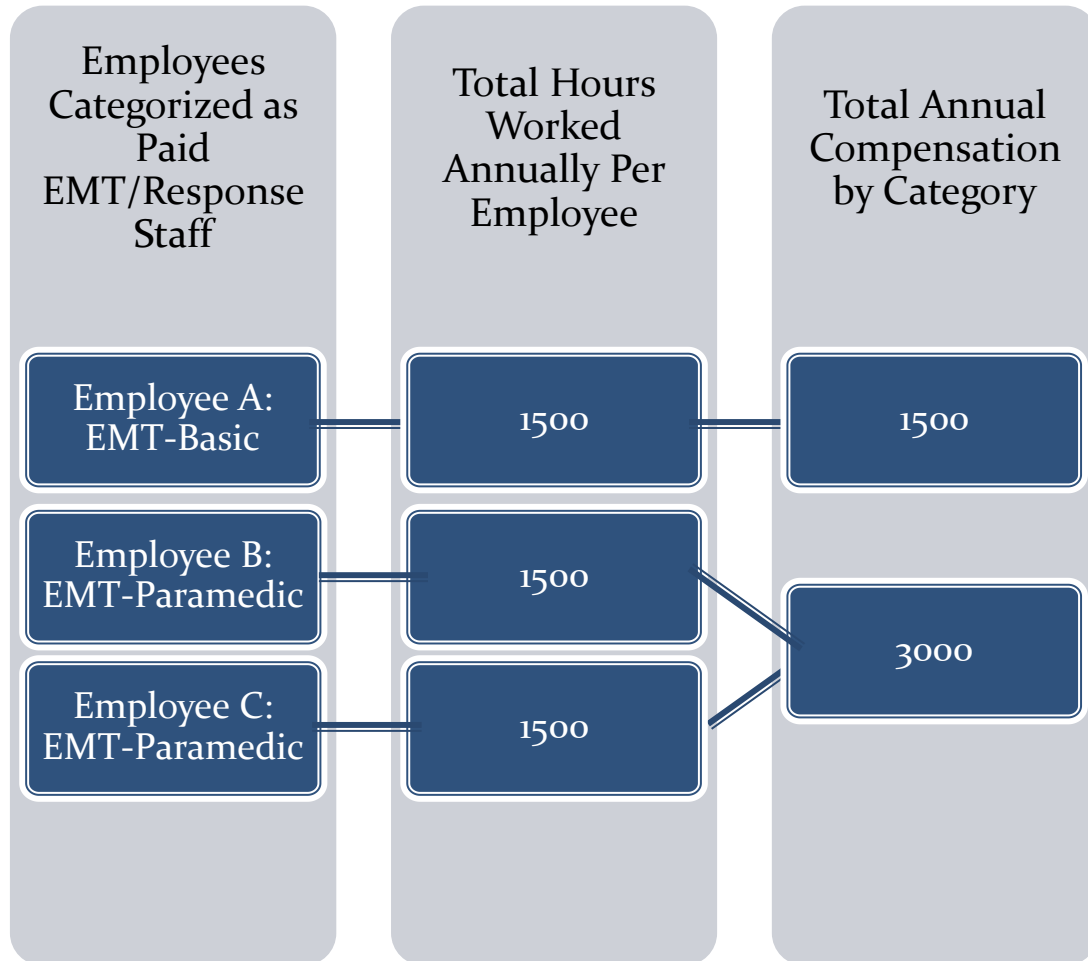 Employees
Categorized as
Paid
EMT/Response
Staff
Total Hours
Worked
Annually Per
Employee
Total Annual
Compensation
by Category
Employee A:
EMT-Basic
1500
1500
Employee B:
EMT-Paramedic
1500
3000
Employee C:
EMT-Paramedic
1500